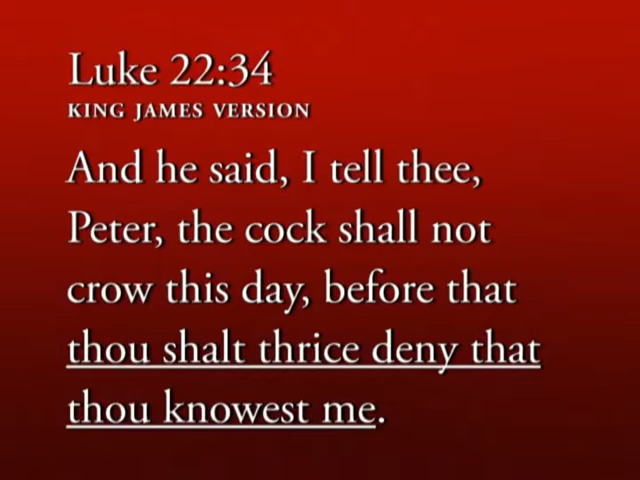 Luke 22:34
KING JAMES VERSION
And he said, I tell thee,
Peter, the cock shall not
crow this day, before that
thou shalt thrice deny that
thou knowest me.